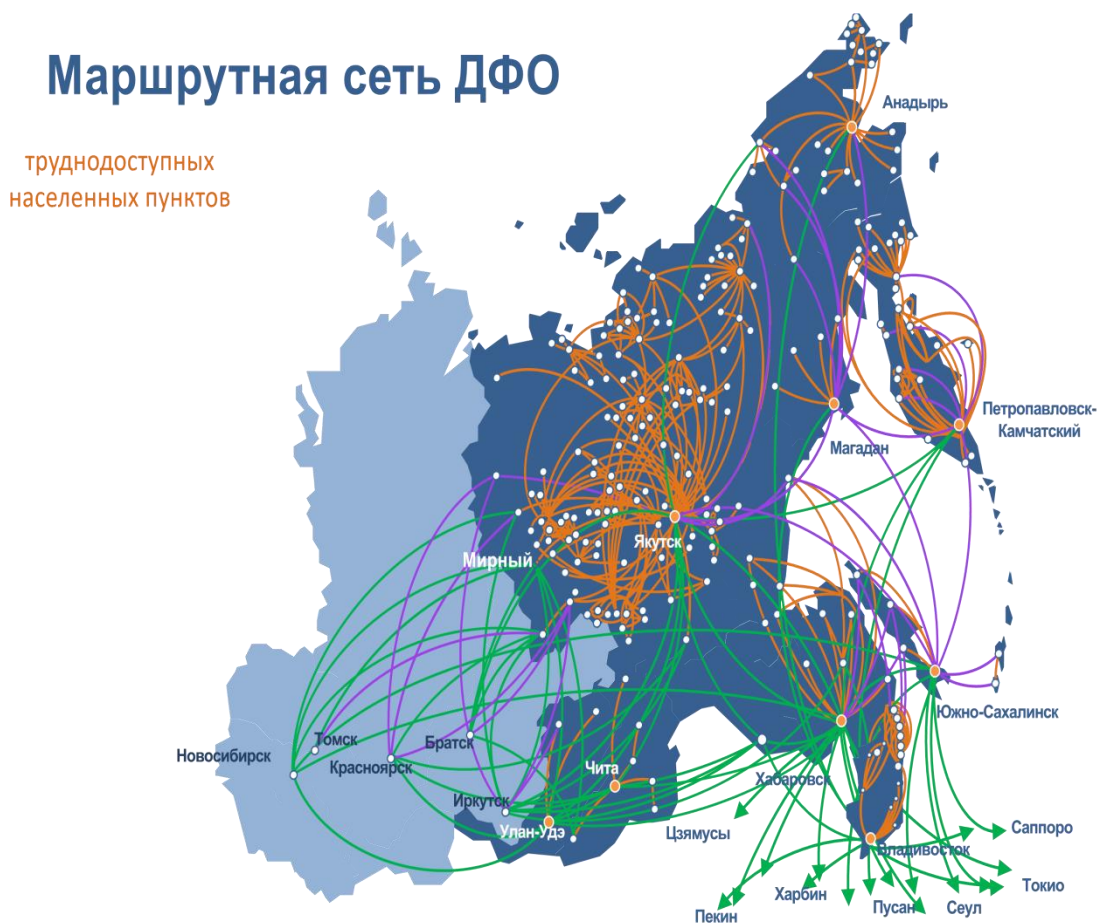 Маршрутная сеть ДФО
труднодоступных
населенных пунктов
Анадырь
Петропавловск-
Камчатский
Магадан
Якутск
Мирный
Южно-Сахалинск
Томск
Новосибирск
Братск
Красноярск
Чита
Хабаровск
Иркутск
Улан-Удэ
Цзямусы
Саппоро
Владивосток
Токио
Харбин
Пусан
Сеул
Пекин